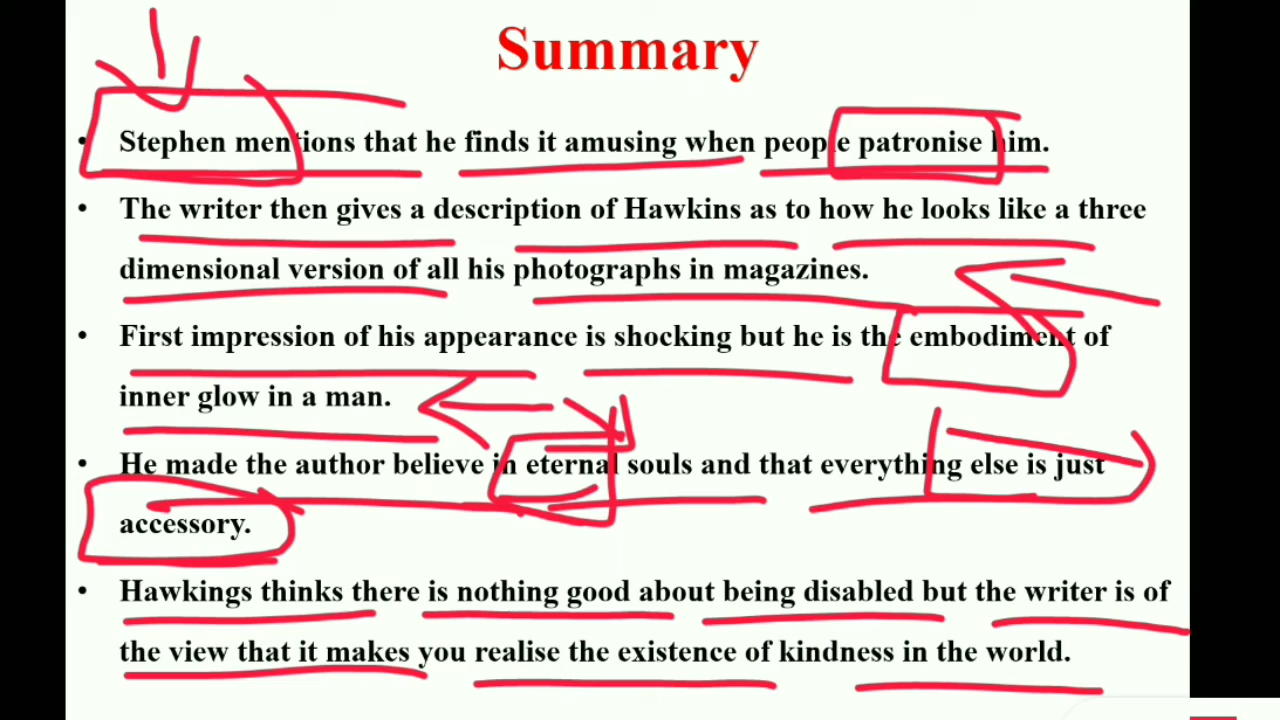 Summary
• Stephen mentions that he finds it amusing when people patronise him.
• The writer then gives a description of Hawkins as to how he looks like a three
dimensional version of all his photographs in magazines.
• First impression of his appearance is shocking but he is the embodiment of
inner glow in a man.
• He made the author believe in eternal souls and that everything else is just
accessory.
• Hawkings thinks there is nothing good about being disabled but the writer is of
the view that it makes you realise the existence of kindness in the world.